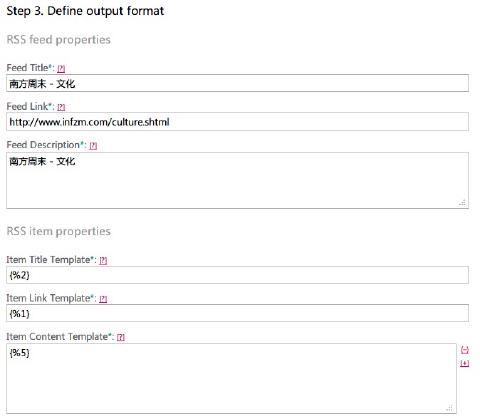 Step 3. Define output format
RSS feed properties
Feed Title*: [?]
南方周末 - 文化
Feed Link*: [?]
http://www.infzm.com/culture.shtml
Feed Description*: [?]
南方周末 - 文化
RSS item properties
Item Title Template*: [?]
{%2}
Item Link Template*: [?]
{%1}
Item Content Template*: [?]
{%5}
[-]
[+]